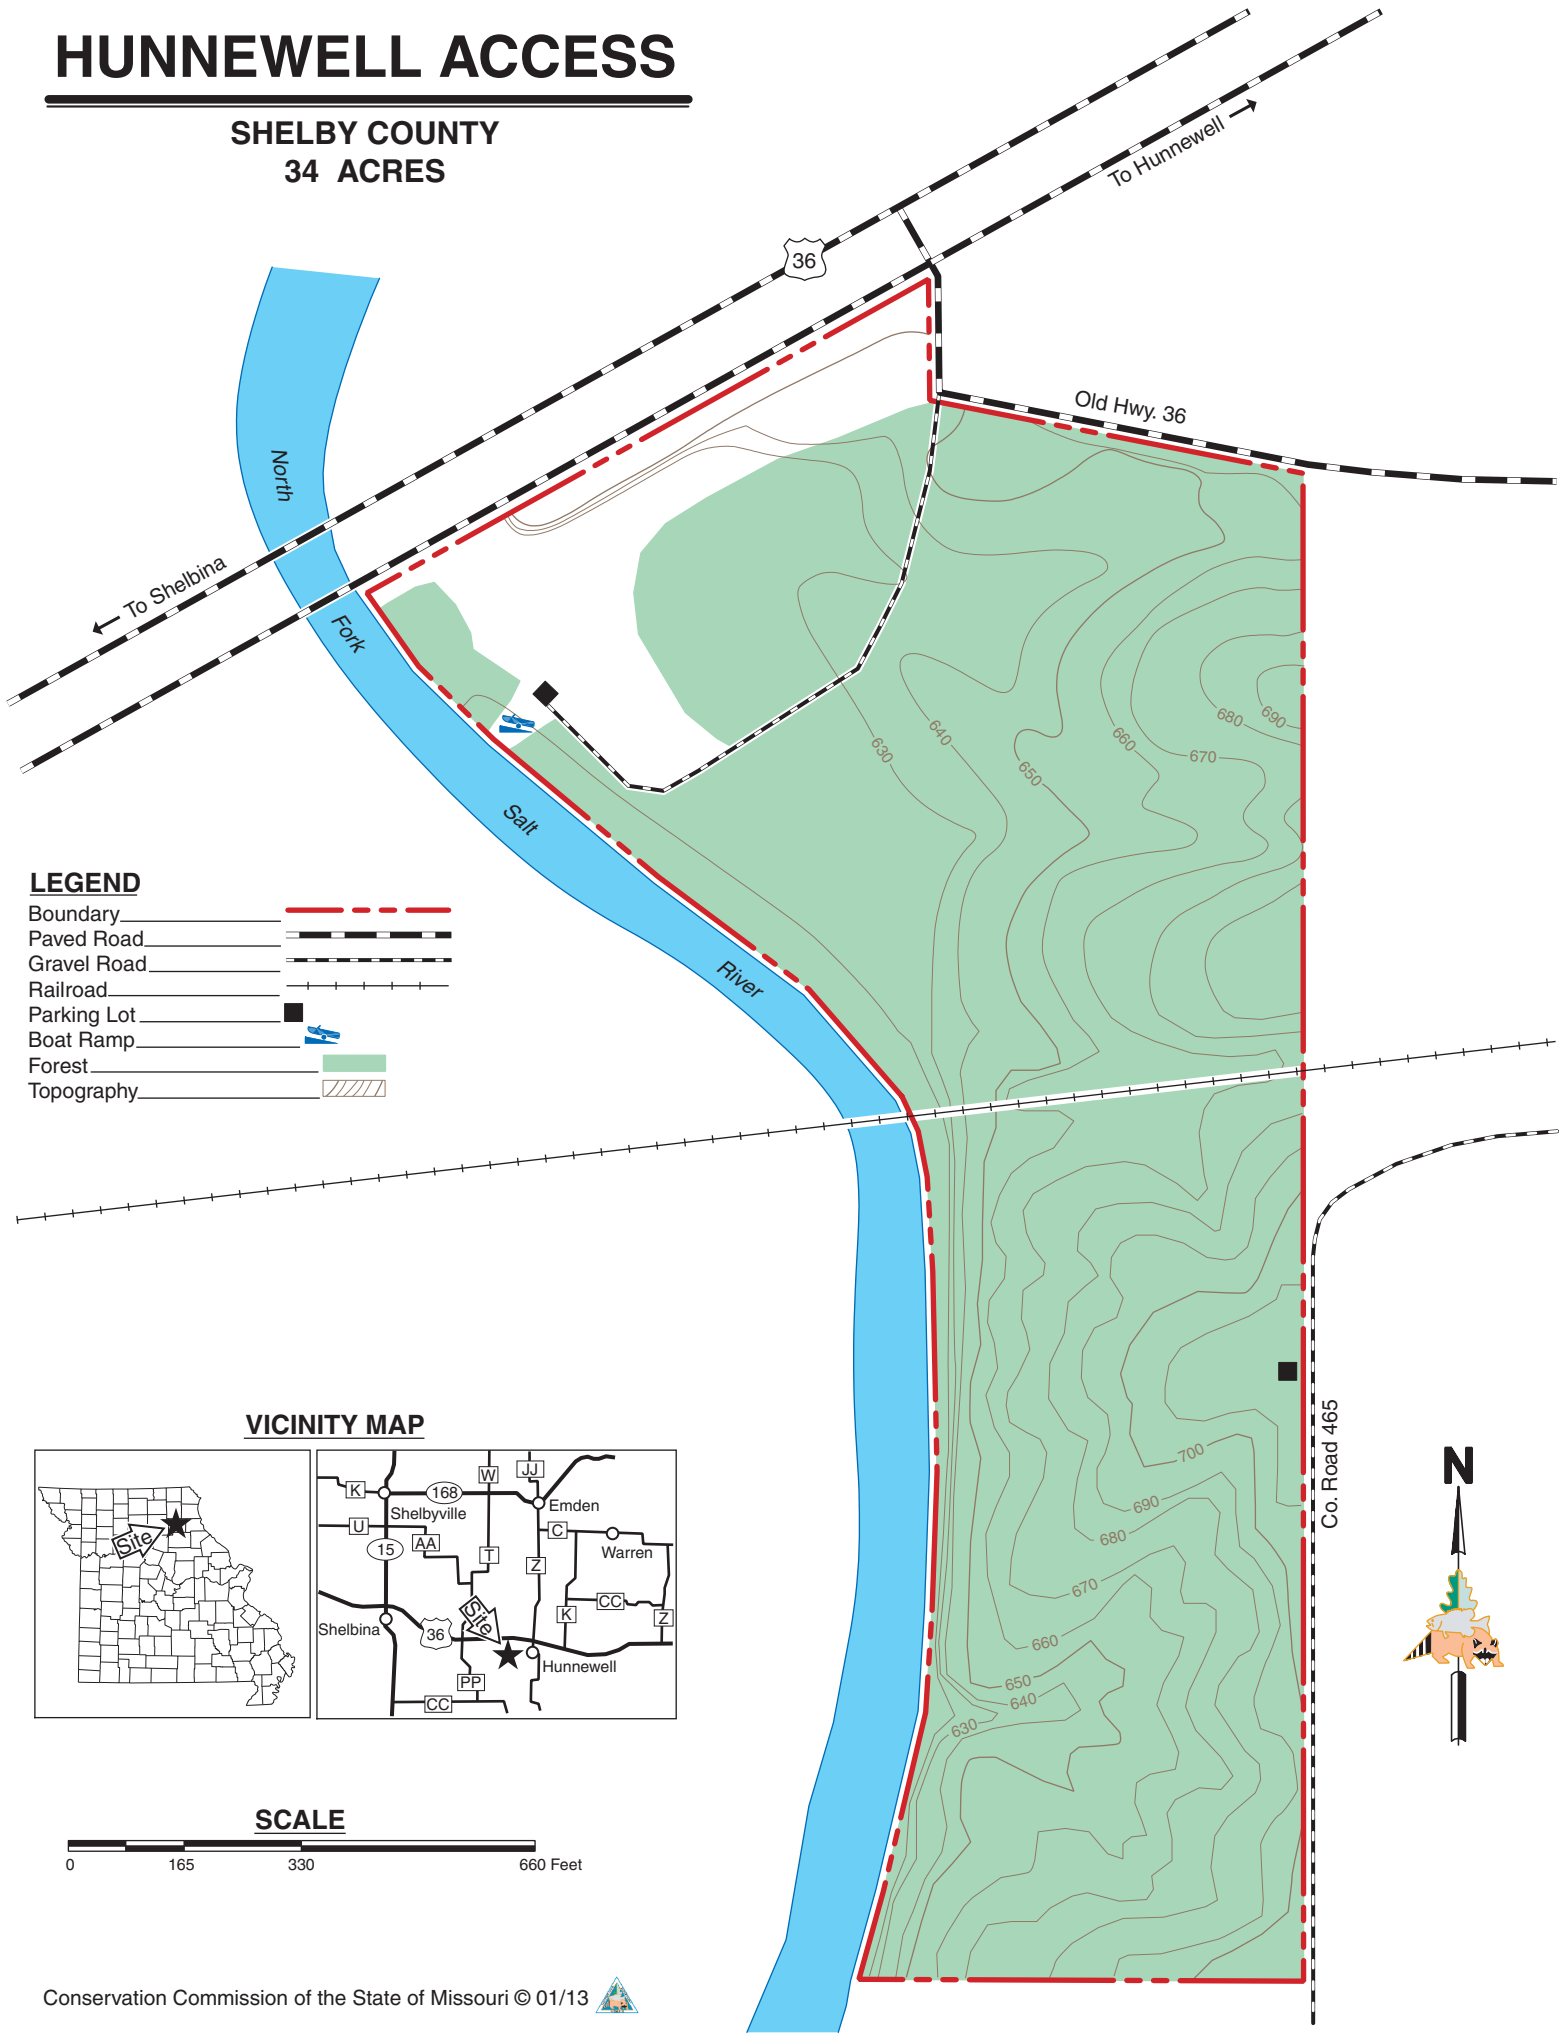 HUNNEWELL ACCESS
SHELBY COUNTY
34 ACRES
To Hunnewell
36
Old Hwy. 36
North
To Shelbina
Fork
Salt
River
630
640
650
660
670
680
690
LEGEND
Boundary
Paved Road
Gravel Road
Railroad
Parking Lot
Boat Ramp
Forest
Topography
Co. Road 465
700
690
680
670
660
650
640
630
N
VICINITY MAP
Site
K
168
W
JJ
Shelbyville
Emden
U
15
AA
T
C
Z
Warren
Site
K
CC
Z
Shelbina
36
Hunnewell
PP
CC
SCALE
0 165 330 660 Feet
Conservation Commission of the State of Missouri © 01/13